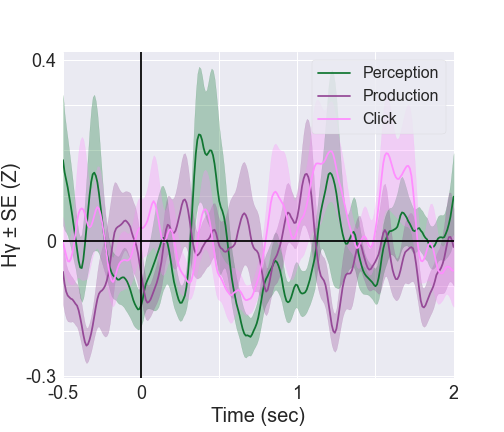 0.4
Perception
Production
Click
Hγ ± SE (Z)
0
-0.3
-0.5
0
1
2
Time (sec)